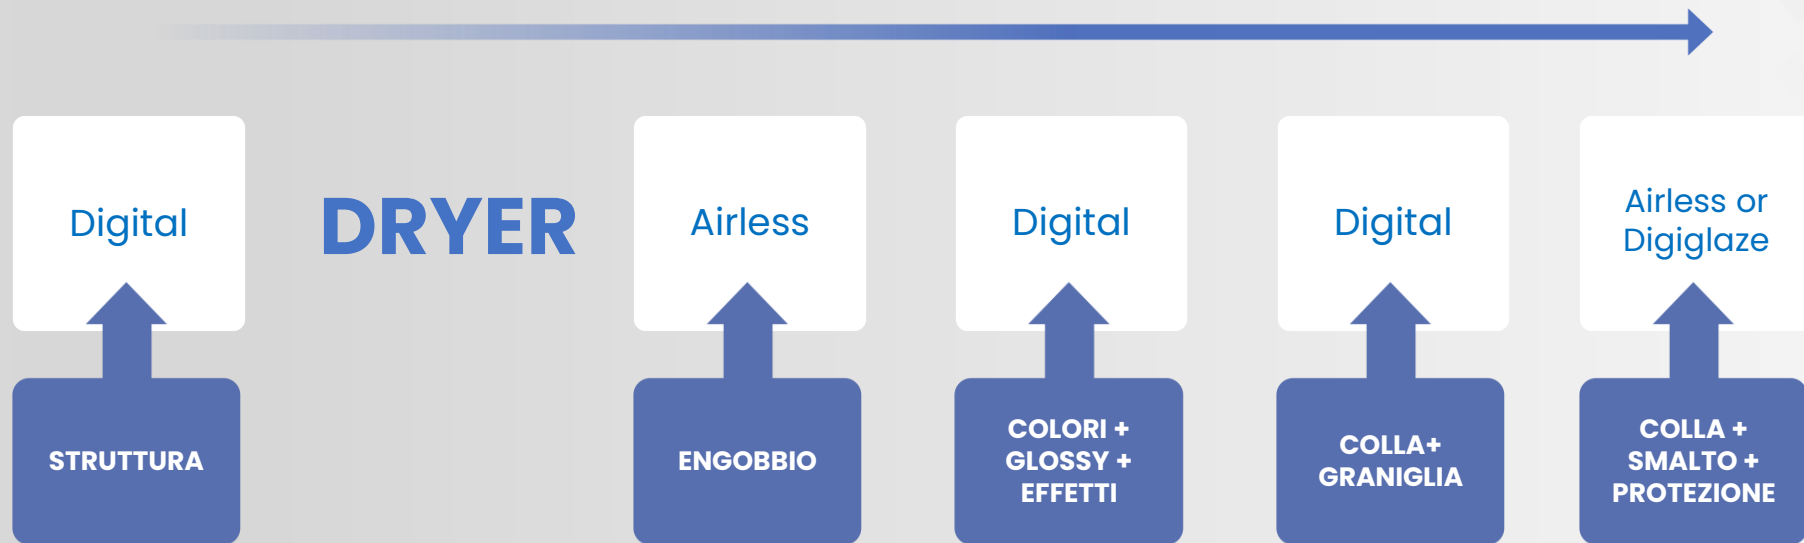 Digital
DRYER
Airless
Digital
Digital
Airless or
Digiglaze
STRUTTURA
ENGOBBIO
COLORI +
GLOSSY +
EFFETTI
COLLA+
GRANIGLIA
COLLA +
SMALTO +
PROTEZIONE